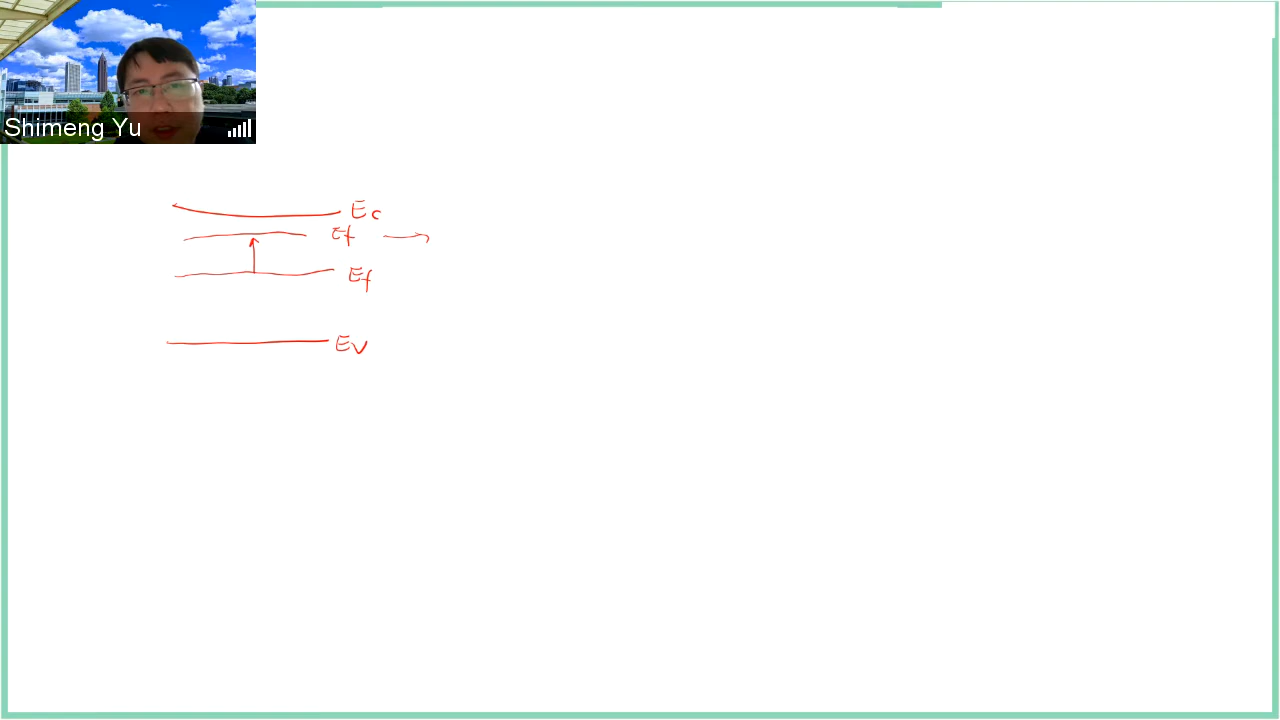 Shimeng Yu
Ec
Ef →
Ef
Ev